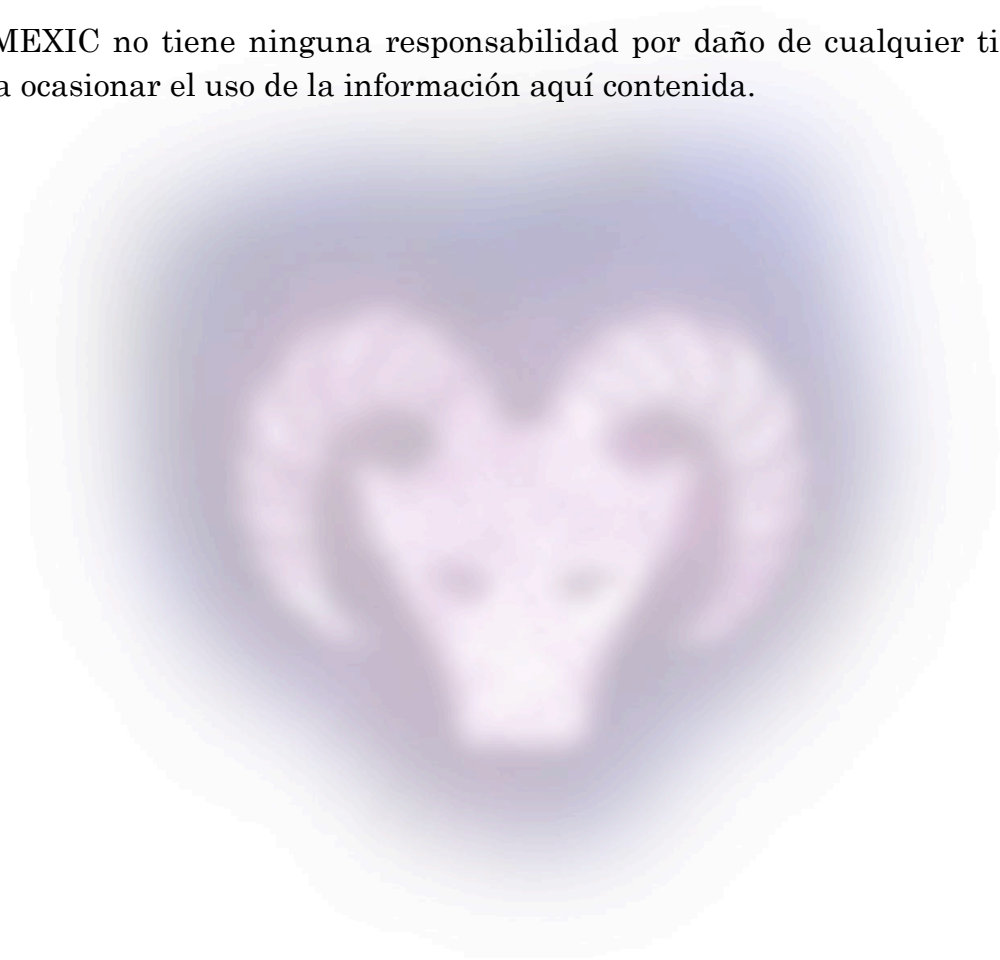 MEXIC no tiene ninguna responsabilidad por daño de cualquier ti
a ocasionar el uso de la información aquí contenida.